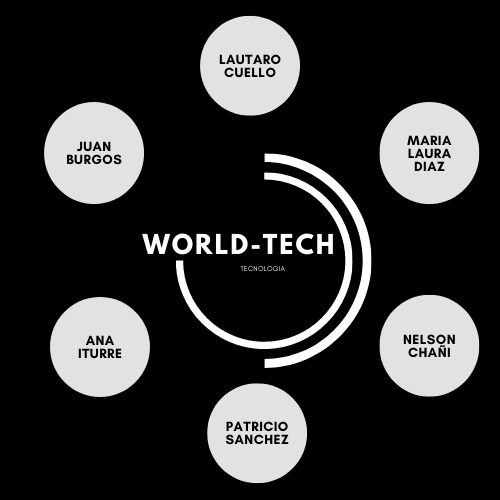 LAUTARO
CUELLO
JUAN
BURGOS
MARIA
LAURA
DIAZ
WORLD-TECH
TECNOLOGIA
ANA
ITURRE
NELSON
CHAÑI
PATRICIO
SANCHEZ